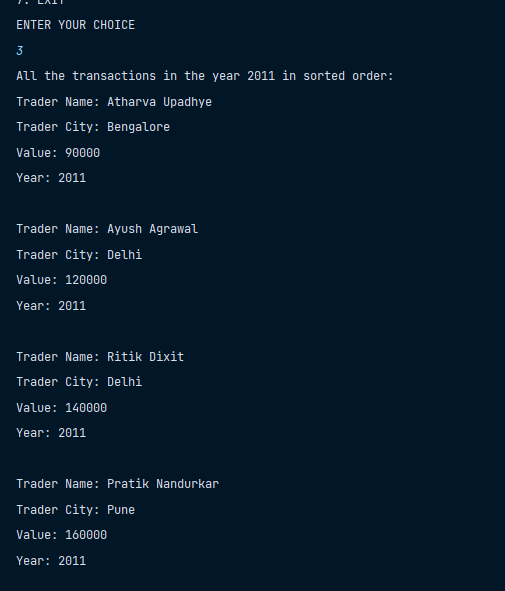 7. EXIT
ENTER YOUR CHOICE
3
All the transactions in the year 2011 in sorted order:
Trader Name: Atharva Upadhye
Trader City: Bengalore
Value: 90000
Year: 2011
Trader Name: Ayush Agrawal
Trader City: Delhi
Value: 120000
Year: 2011
Trader Name: Ritik Dixit
Trader City: Delhi
Value: 140000
Year: 2011
Trader Name: Pratik Nandurkar
Trader City: Pune
Value: 160000
Year: 2011